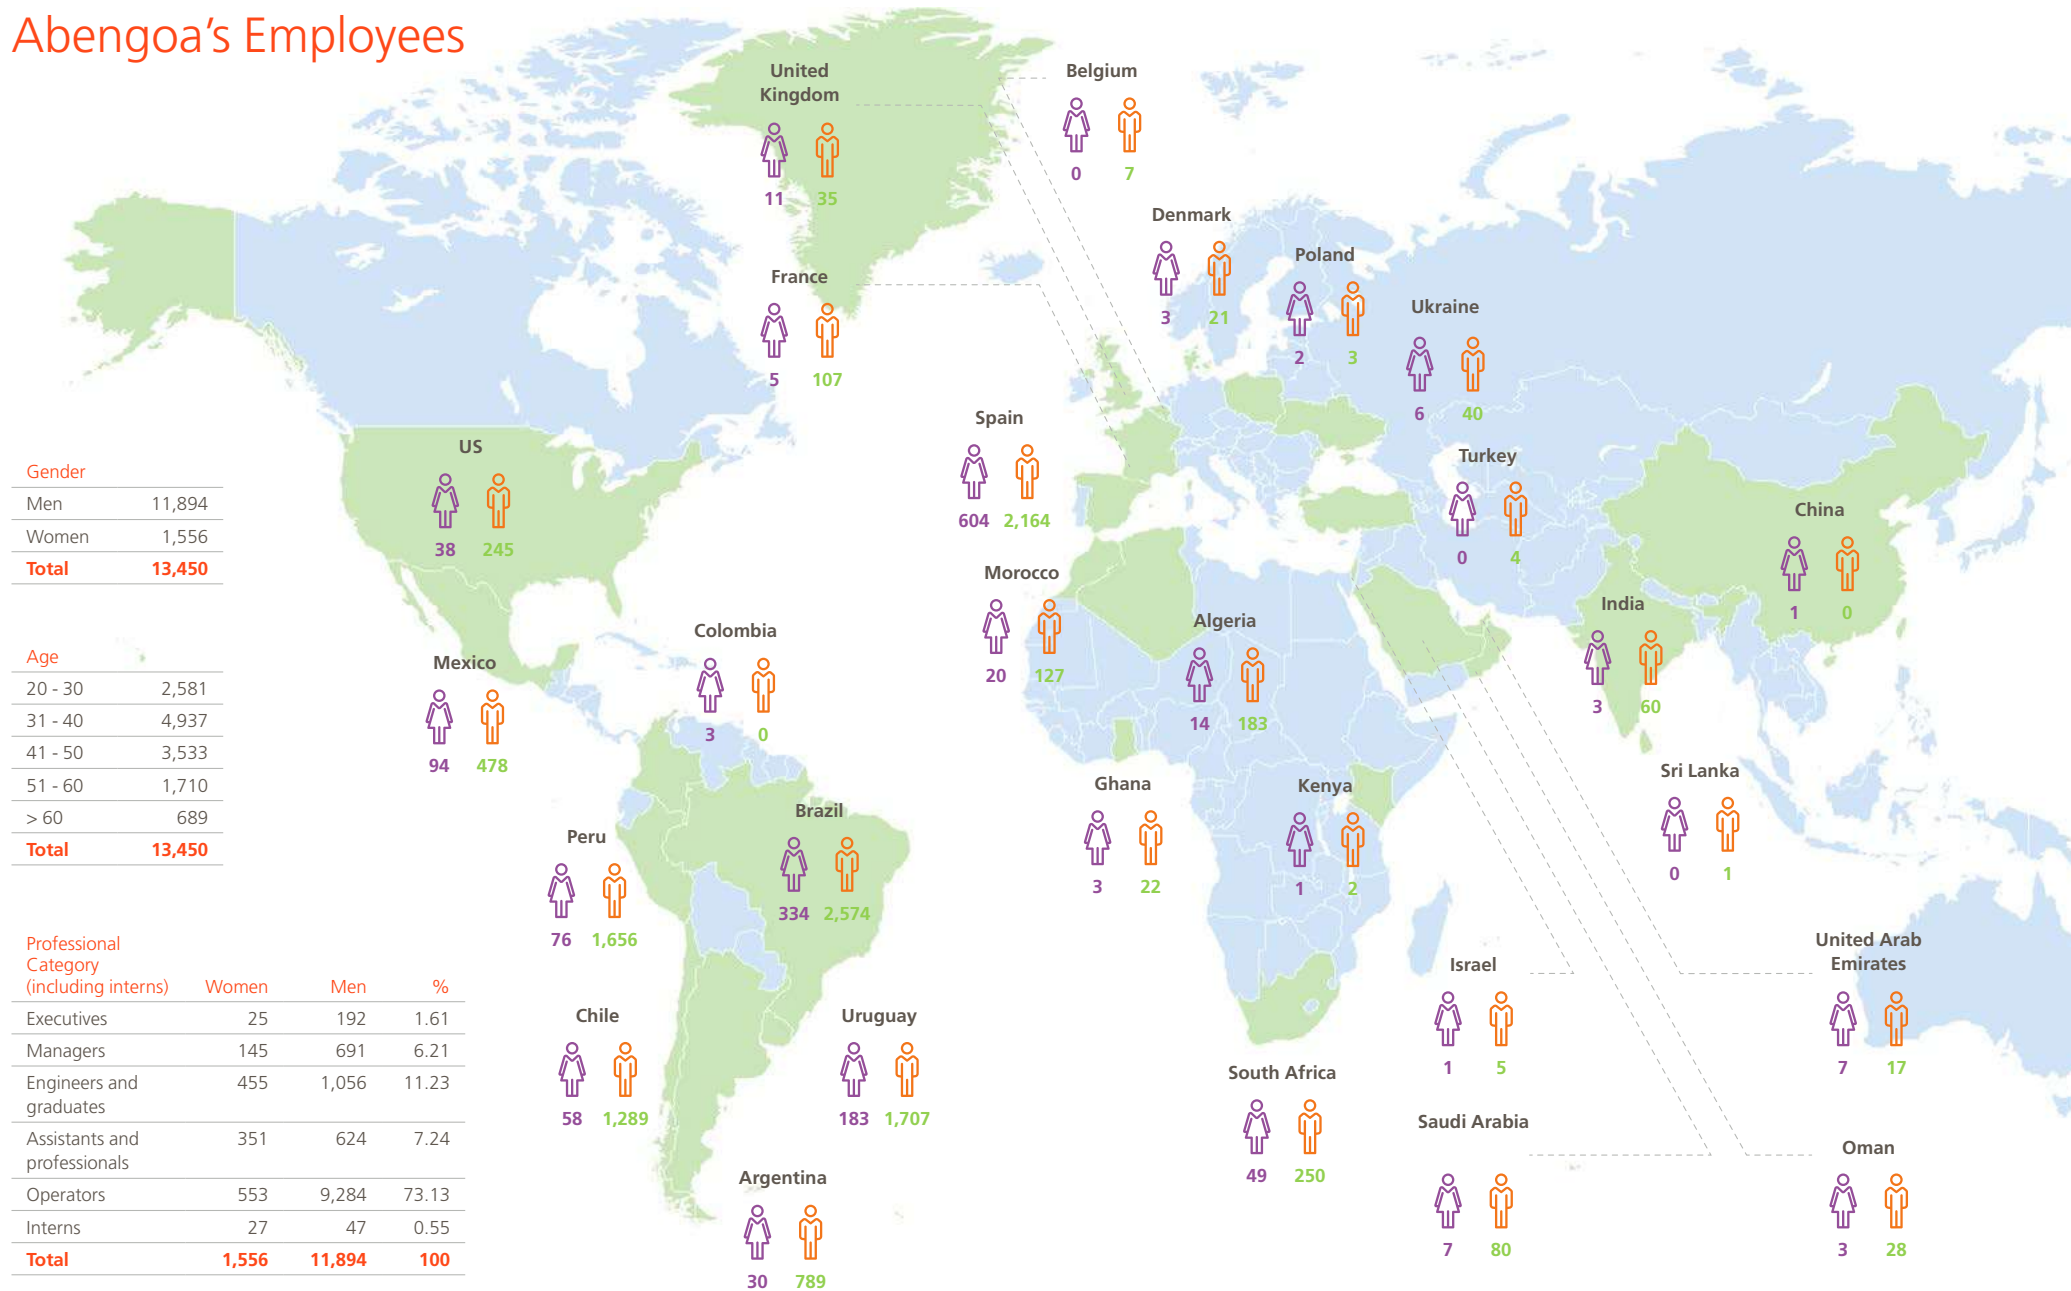 Abengoa's Employees
United
Kingdom
11 35
Belgium
0 7
Denmark
3 21
Poland
2 3
France
5 107
Ukraine
6 40
Spain
604 2,164
US
38 245
Turkey
0 4
China
1 0
Gender
Men 11,894
Women 1,556
Total 13,450
Morocco
20 127
Algeria
14 183
India
3 60
Colombia
3 0
Mexico
94 478
Age
20 - 30 2,581
31 - 40 4,937
41 - 50 3,533
51 - 60 1,710
> 60 689
Total 13,450
Ghana
3 22
Kenya
1 2
Sri Lanka
0 1
Brazil
334 2,574
Peru
76 1,656
Professional
Category
(including interns) Women Men %
Executives 25 192 1.61
Managers 145 691 6.21
Engineers and 455 1,056 11.23
graduates
Assistants and 351 624 7.24
professionals
Operators 553 9,284 73.13
Interns 27 47 0.55
Total 1,556 11,894 100
Chile
58 1,289
Uruguay
183 1,707
Argentina
30 789
Israel
1 5
United Arab
Emirates
7 17
South Africa
49 250
Saudi Arabia
7 80
Oman
3 28